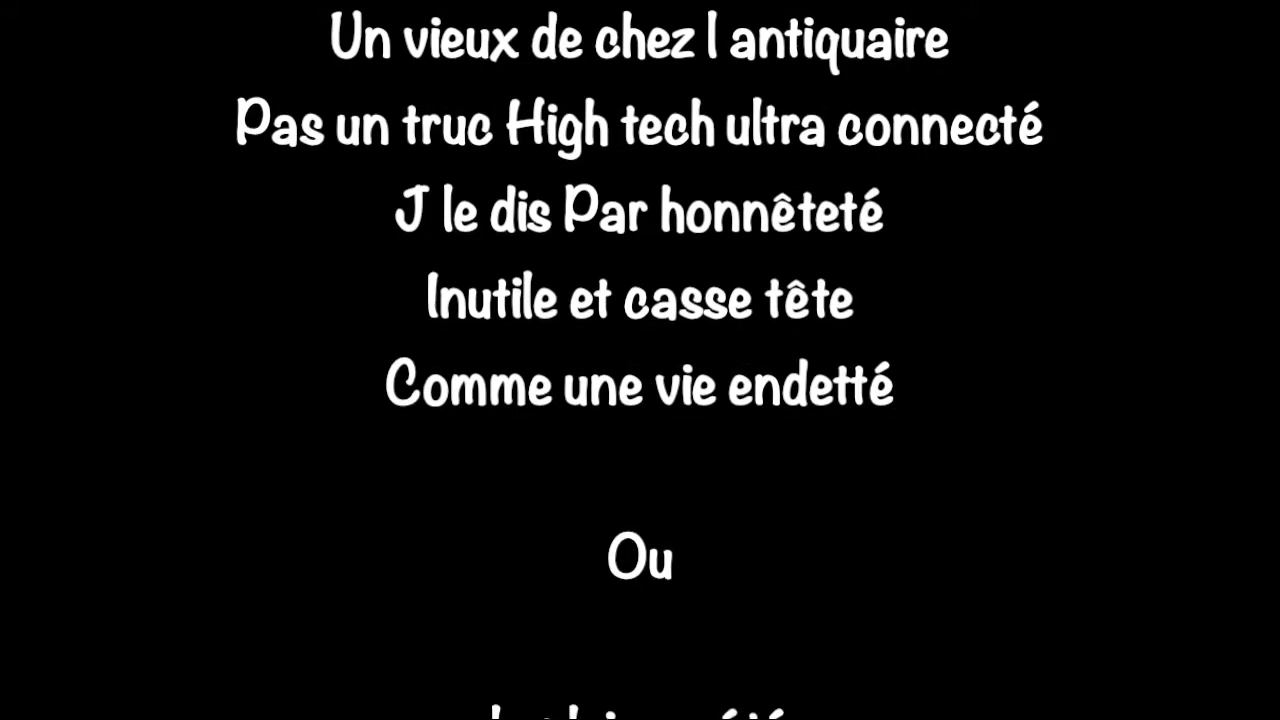 Un vieux de chez l antiquaire
Pas un truc High tech ultra connecté
J le dis Par honnêteté
Inutile et casse tête
Comme une vie endetté
Ou